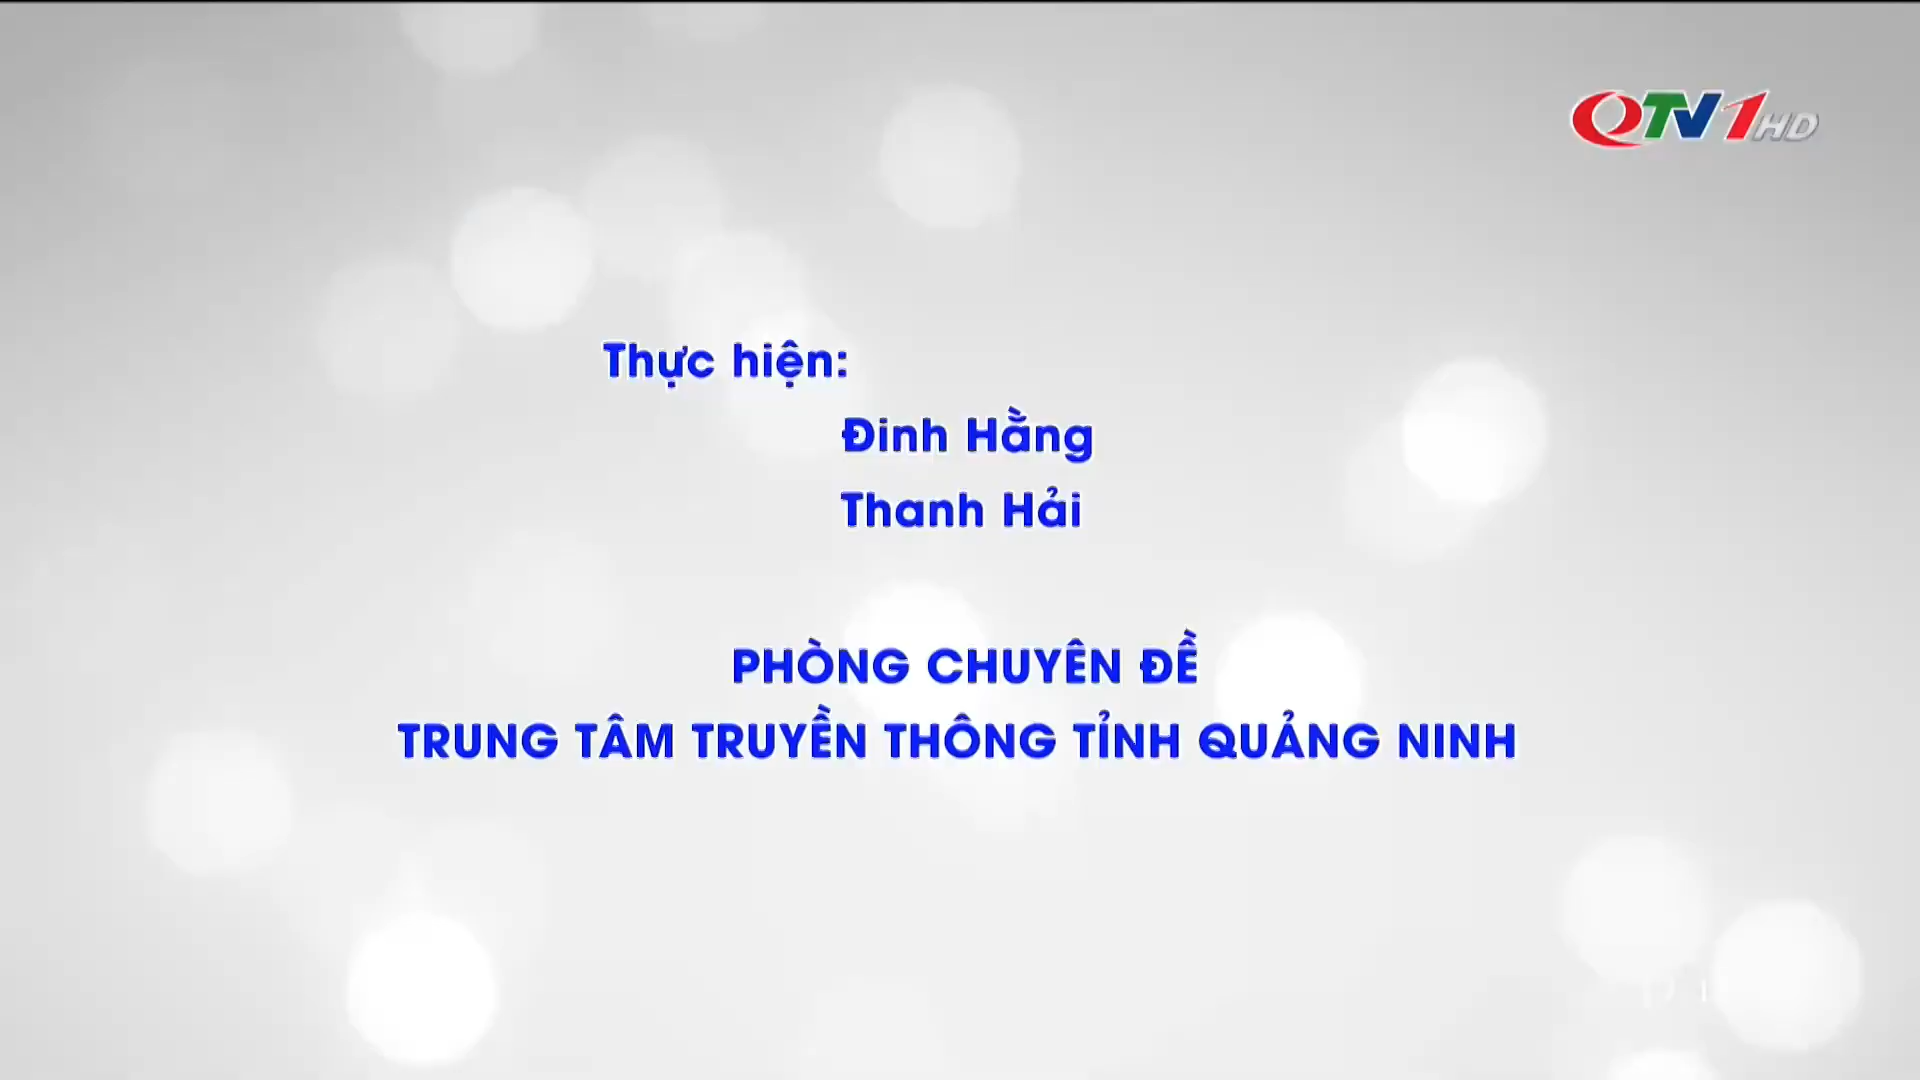 QTV1HD
Thực hiện:
Đinh Hằng
Thanh Hải
PHÒNG CHUYÊN ĐỀ
TRUNG TÂM TRUYỀN THÔNG TỈNH QUẢNG NINH